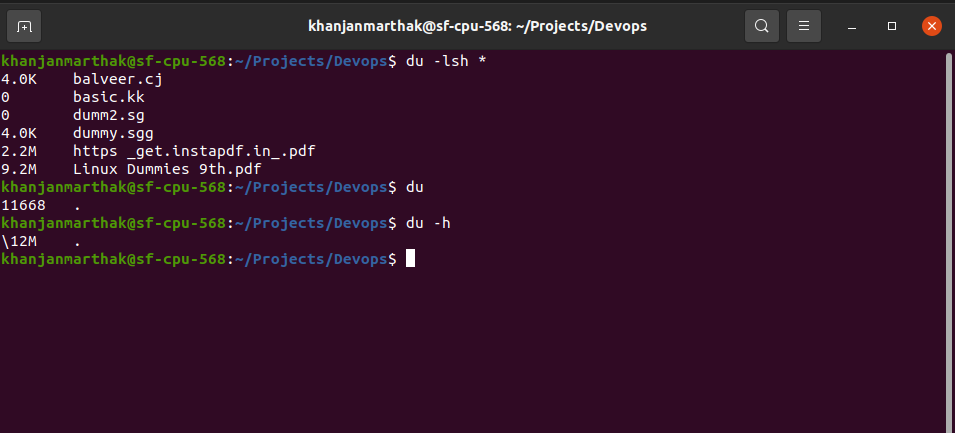 khanjanmarthak@sf-cpu-568: ~/Projects/Devops
khanjanmarthak@sf-cpu-568:~/Projects/Devops$ du -lsh *
4.0K    balveer.cj
0       basic.kk
0       dumm2.sg
4.0K    dummy.sgg
2.2M    https _get.instapdf.in_.pdf
9.2M    Linux Dummies 9th.pdf
khanjanmarthak@sf-cpu-568:~/Projects/Devops$ du
11668   .
khanjanmarthak@sf-cpu-568:~/Projects/Devops$ du -h
\12M    .
khanjanmarthak@sf-cpu-568:~/Projects/Devops$